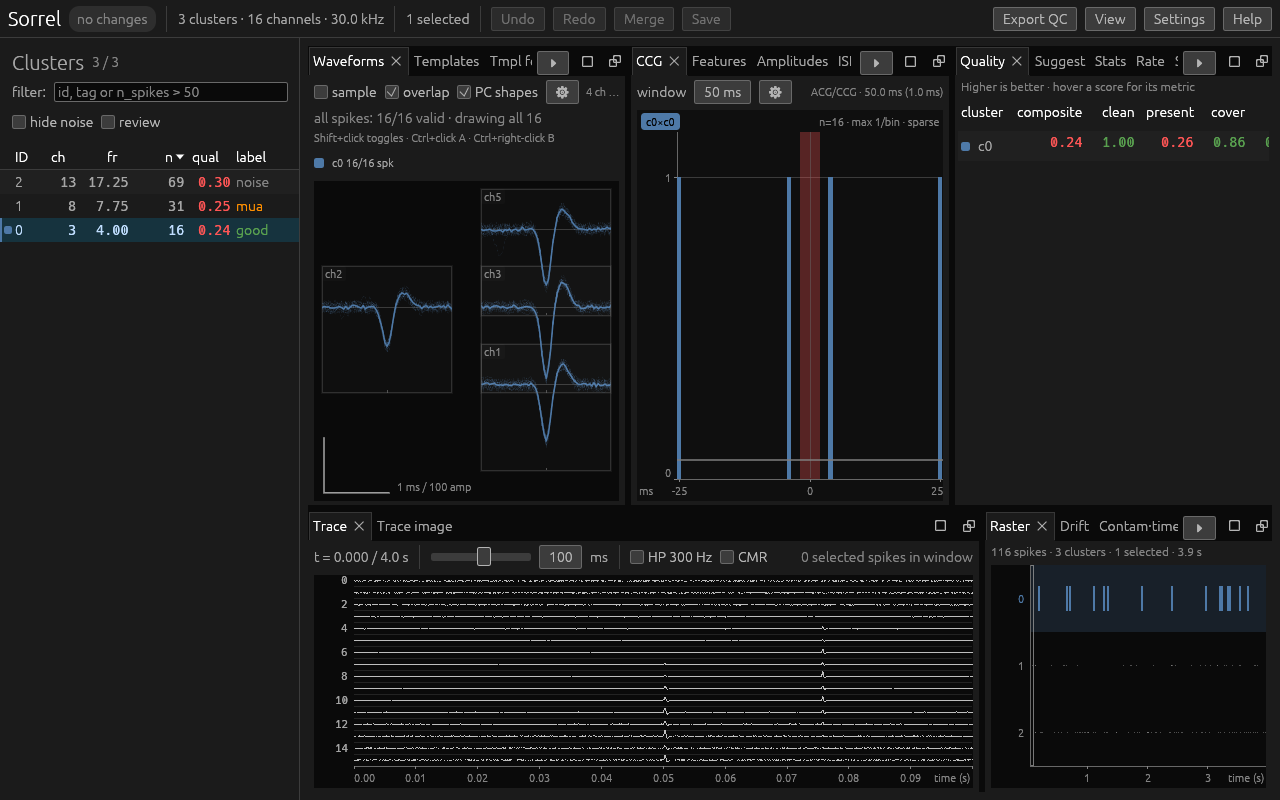 Sorrel no changes 3 clusters · 16 channels · 30.0 kHz 1 selected Undo Redo Merge Save Export QC View Settings Help
Clusters 3 / 3
filter: id, tag or n_spikes > 50
hide noise review
ID ch fr n qual label
2 13 17.25 69 0.30 noise
1 8 7.75 31 0.25 mua
0 3 4.00 16 0.24 good
Waveforms Templates Tmpl
sample overlap PC shapes 4 ch ...
all spikes: 16/16 valid · drawing all 16
Shift+click toggles · Ctrl+click A · Ctrl+right-click B
c0 16/16 spk
ch5
ch2
ch3
ch1
1 ms / 100 amp
CCG Features Amplitudes ISI
window 50 ms ACG/CCG · 50.0 ms (1.0 ms)
c0×c0 n=16 · max 1/bin · sparse
1
0
ms -25 0 25
Quality Suggest Stats Rate
Higher is better · hover a score for its metric
cluster composite clean present cover
c0 0.24 1.00 0.26 0.86
Trace Trace image
t = 0.000 / 4.0 s 100 ms HP 300 Hz CMR 0 selected spikes in window
0
2
4
6
8
10
12
14
0.00 0.01 0.02 0.03 0.04 0.05 0.06 0.07 0.08 0.09 time (s)
Raster Drift Contam·time
116 spikes · 3 clusters · 1 selected · 3.9 s
0
1
2
1 2 3 time (s)